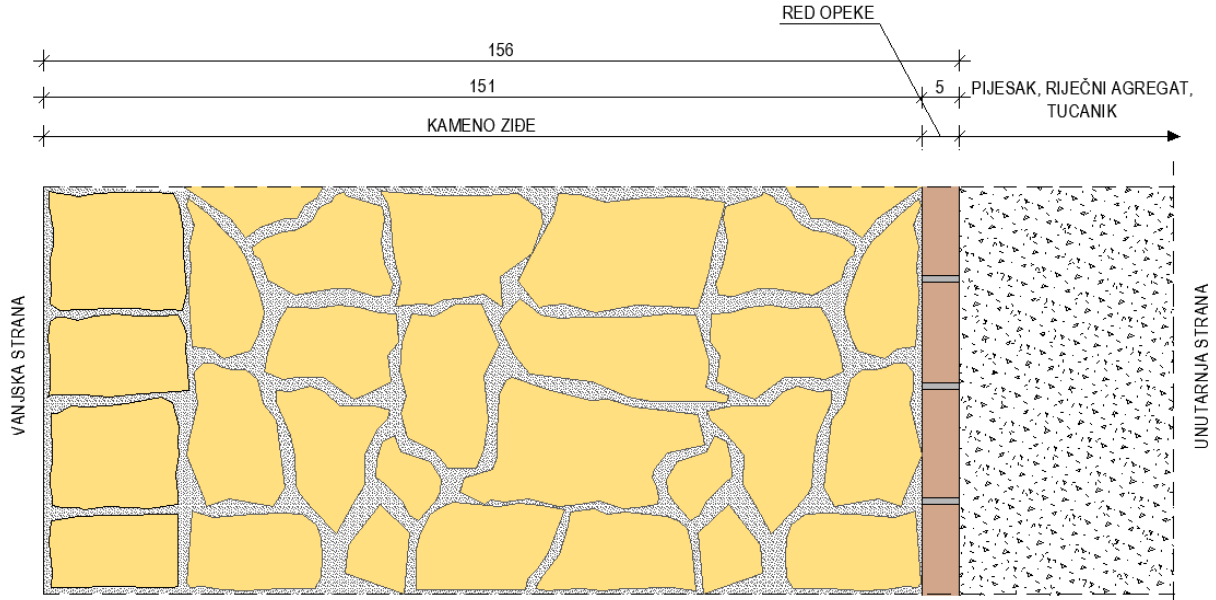 RED OPEKE
156
151
5
PIJESAK, RIJEČNI AGREGAT,
TUCANIK
KAMENO ZIĐE
VANJSKA STRANA
UNUTARNJA STRANA